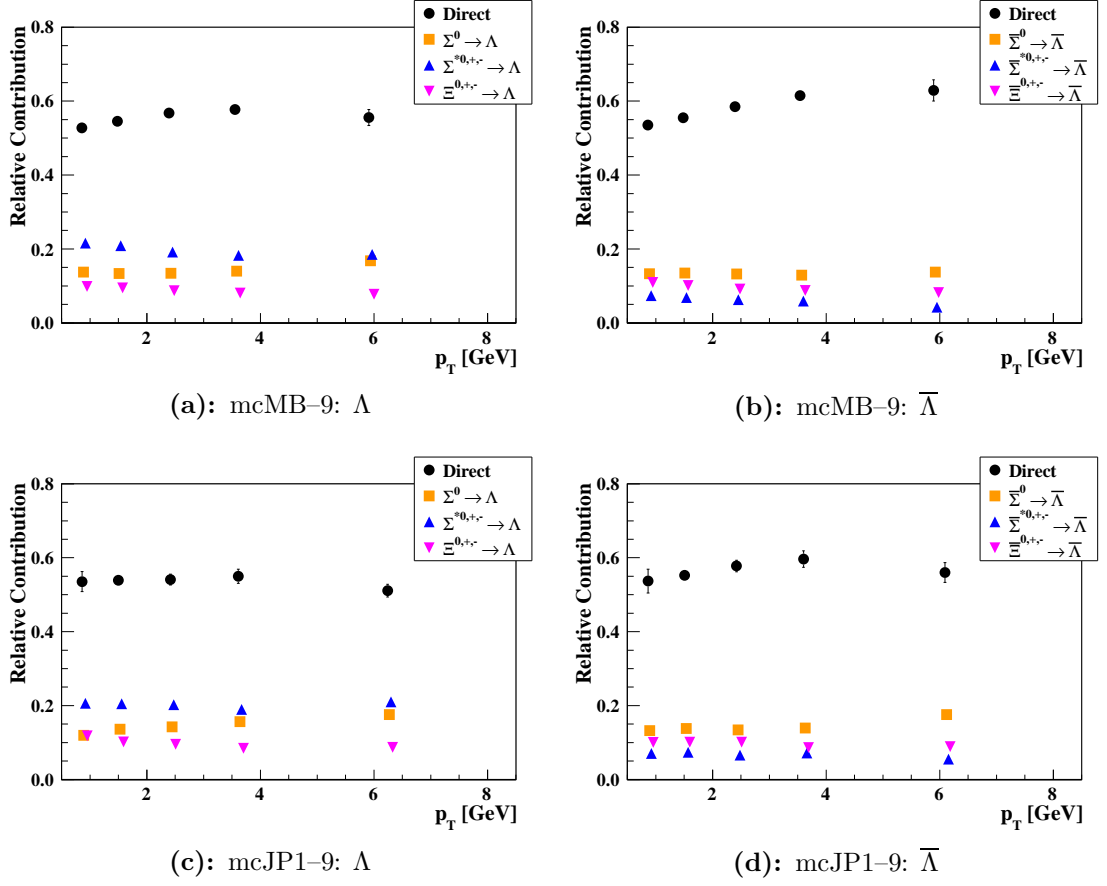 Relative Contribution
0.8
0.6
0.4
0.2
0.0
2 4 6 8
p_T [GeV]
Direct
Σ⁰ → Λ
Σ*⁰,⁺,⁻ → Λ
Ξ⁰,⁺,⁻ → Λ
(a): mcMB–9: Λ
Relative Contribution
0.8
0.6
0.4
0.2
0.0
2 4 6 8
p_T [GeV]
Direct
Σ̅⁰ → Λ̅
Σ̅*⁰,⁺,⁻ → Λ̅
Ξ̅⁰,⁺,⁻ → Λ̅
(b): mcMB–9: Λ̅
Relative Contribution
0.8
0.6
0.4
0.2
0.0
2 4 6 8
p_T [GeV]
Direct
Σ⁰ → Λ
Σ*⁰,⁺,⁻ → Λ
Ξ⁰,⁺,⁻ → Λ
(c): mcJP1–9: Λ
Relative Contribution
0.8
0.6
0.4
0.2
0.0
2 4 6 8
p_T [GeV]
Direct
Σ̅⁰ → Λ̅
Σ̅*⁰,⁺,⁻ → Λ̅
Ξ̅⁰,⁺,⁻ → Λ̅
(d): mcJP1–9: Λ̅